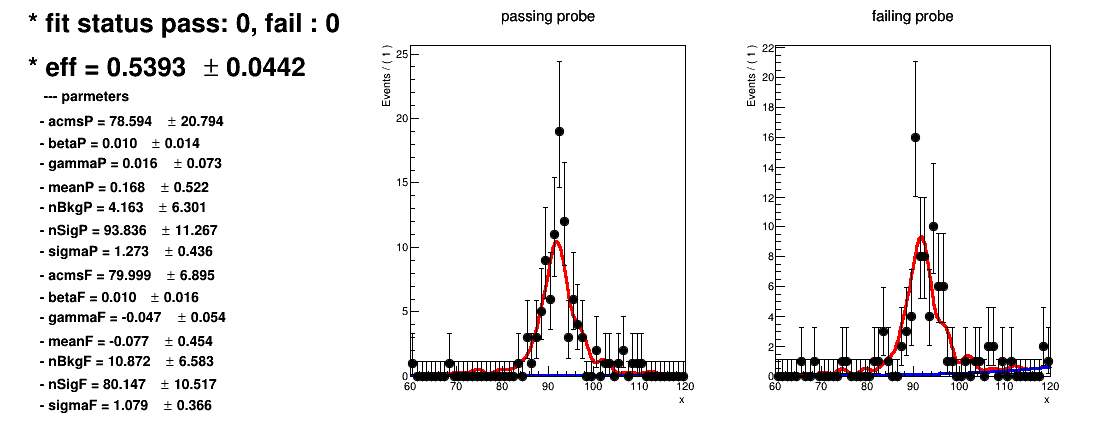 * fit status pass: 0, fail : 0
* eff = 0.5393 ± 0.0442
--- parmeters
- acmsP = 78.594 ± 20.794
- betaP = 0.010 ± 0.014
- gammaP = 0.016 ± 0.073
- meanP = 0.168 ± 0.522
- nBkgP = 4.163 ± 6.301
- nSigP = 93.836 ± 11.267
- sigmaP = 1.273 ± 0.436
- acmsF = 79.999 ± 6.895
- betaF = 0.010 ± 0.016
- gammaF = -0.047 ± 0.054
- meanF = -0.077 ± 0.454
- nBkgF = 10.872 ± 6.583
- nSigF = 80.147 ± 10.517
- sigmaF = 1.079 ± 0.366
passing probe
Events / ( 1 )
25
20
15
10
5
0
60 70 80 90 100 110 120
x
failing probe
Events / ( 1 )
22
20
18
16
14
12
10
8
6
4
2
0
60 70 80 90 100 110 120
x